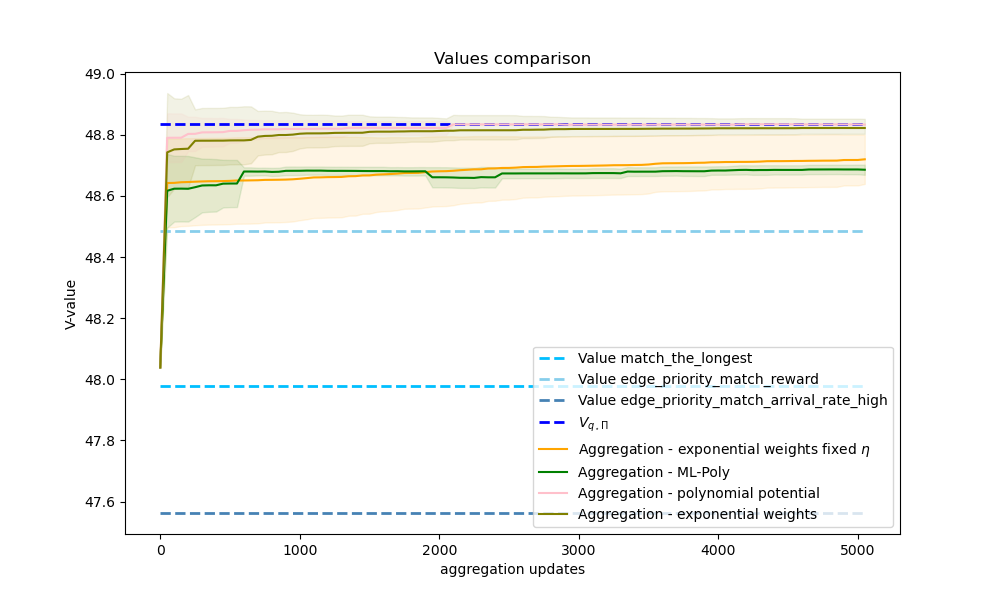 Values comparison
49.0
48.8
48.6
48.4
48.2
48.0
47.8
47.6
V-value
0
1000
2000
3000
4000
5000
aggregation updates
Value match_the_longest
Value edge_priority_match_reward
Value edge_priority_match_arrival_rate_high
V_{q,Π}
Aggregation - exponential weights fixed η
Aggregation - ML-Poly
Aggregation - polynomial potential
Aggregation - exponential weights